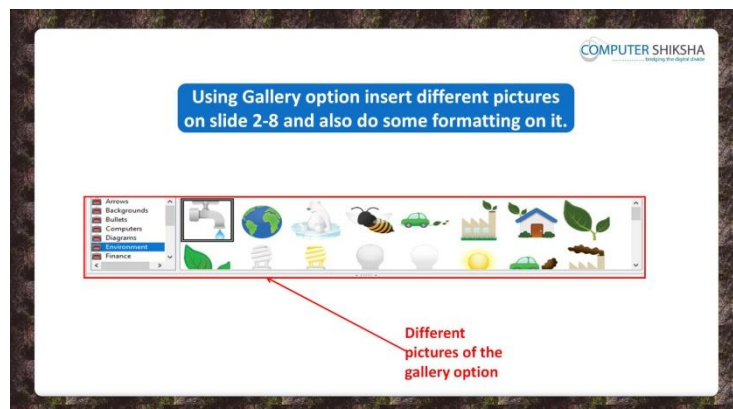 COMPUTER SHIKSHA
bridging the digital divide
Using Gallery option insert different pictures
on slide 2-8 and also do some formatting on it.
Arrows
Backgrounds
Bullets
Computers
Diagrams
Environment
Finance
Different
pictures of the
gallery option